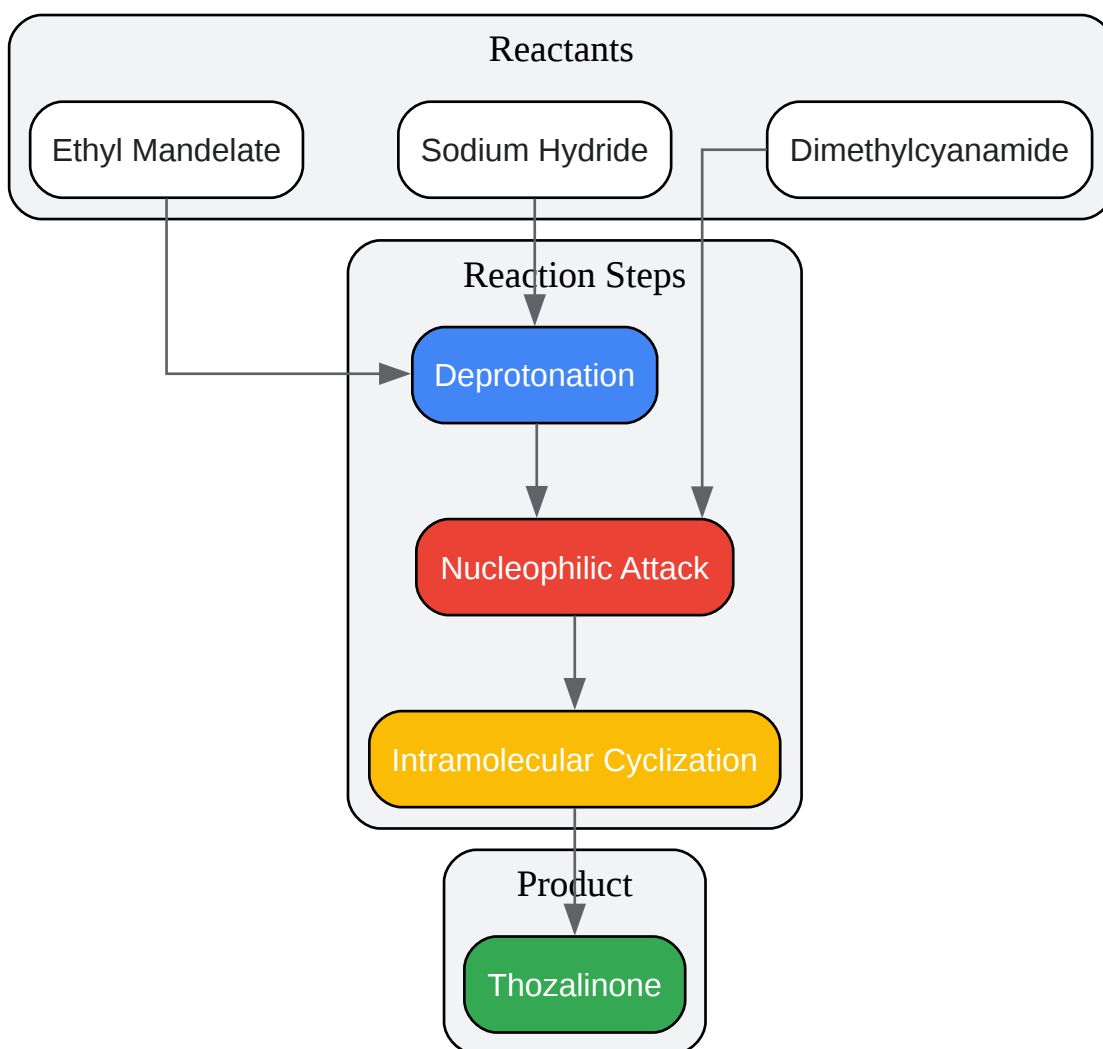 Reactants
Ethyl Mandelate
Sodium Hydride
Dimethylcyanamide
Reaction Steps
Deprotonation
Nucleophilic Attack
Intramolecular Cyclization
Product
Thozalinone